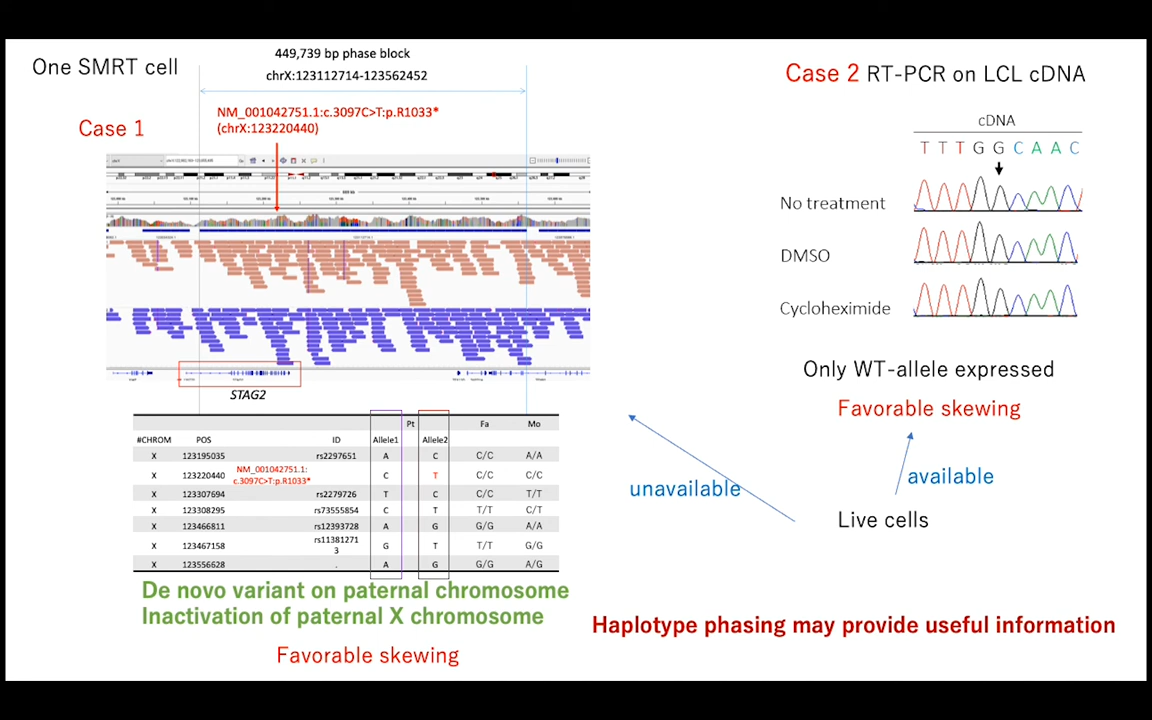 One SMRT cell
449,739 bp phase block
chrX:123112714-123562452
Case 1
NM_001042751.1:c.3097C>T:p.R1033*
(chrX:123220440)
STAG2
Pt Fa Mo
#CHROM POS ID Allele1 Allele2
X 123195035 rs2297651 A C C/C A/A
X 123220440 NM_001042751.1: c.3097C>T:p.R1033* C T C/C C/C
X 123307694 rs2279726 T C C/C T/T
X 123308295 rs73555854 C T T/T C/T
X 123466811 rs12393728 A G G/G A/A
X 123467158 rs11381271 3 G T T/T G/G
X 123556628 . A G G/G A/G
De novo variant on paternal chromosome
Inactivation of paternal X chromosome
Favorable skewing
Case 2 RT-PCR on LCL cDNA
cDNA
T T T G G C A A C
No treatment
DMSO
Cycloheximide
Only WT-allele expressed
Favorable skewing
unavailable
available
Live cells
Haplotype phasing may provide useful information